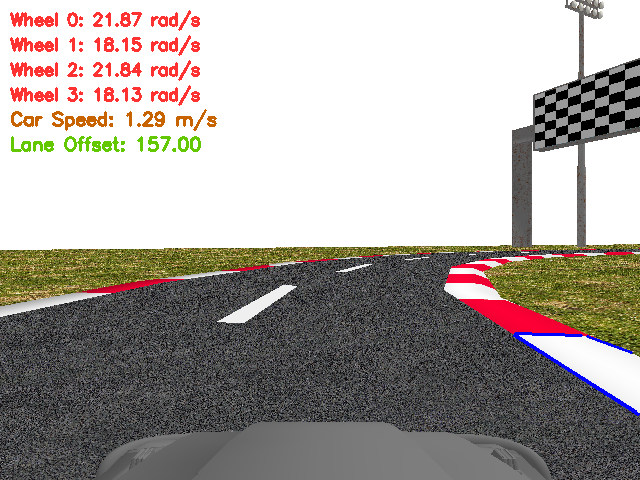 Wheel 0: 21.87 rad/s
Wheel 1: 18.15 rad/s
Wheel 2: 21.84 rad/s
Wheel 3: 18.13 rad/s
Car Speed: 1.29 m/s
Lane Offset: 157.00